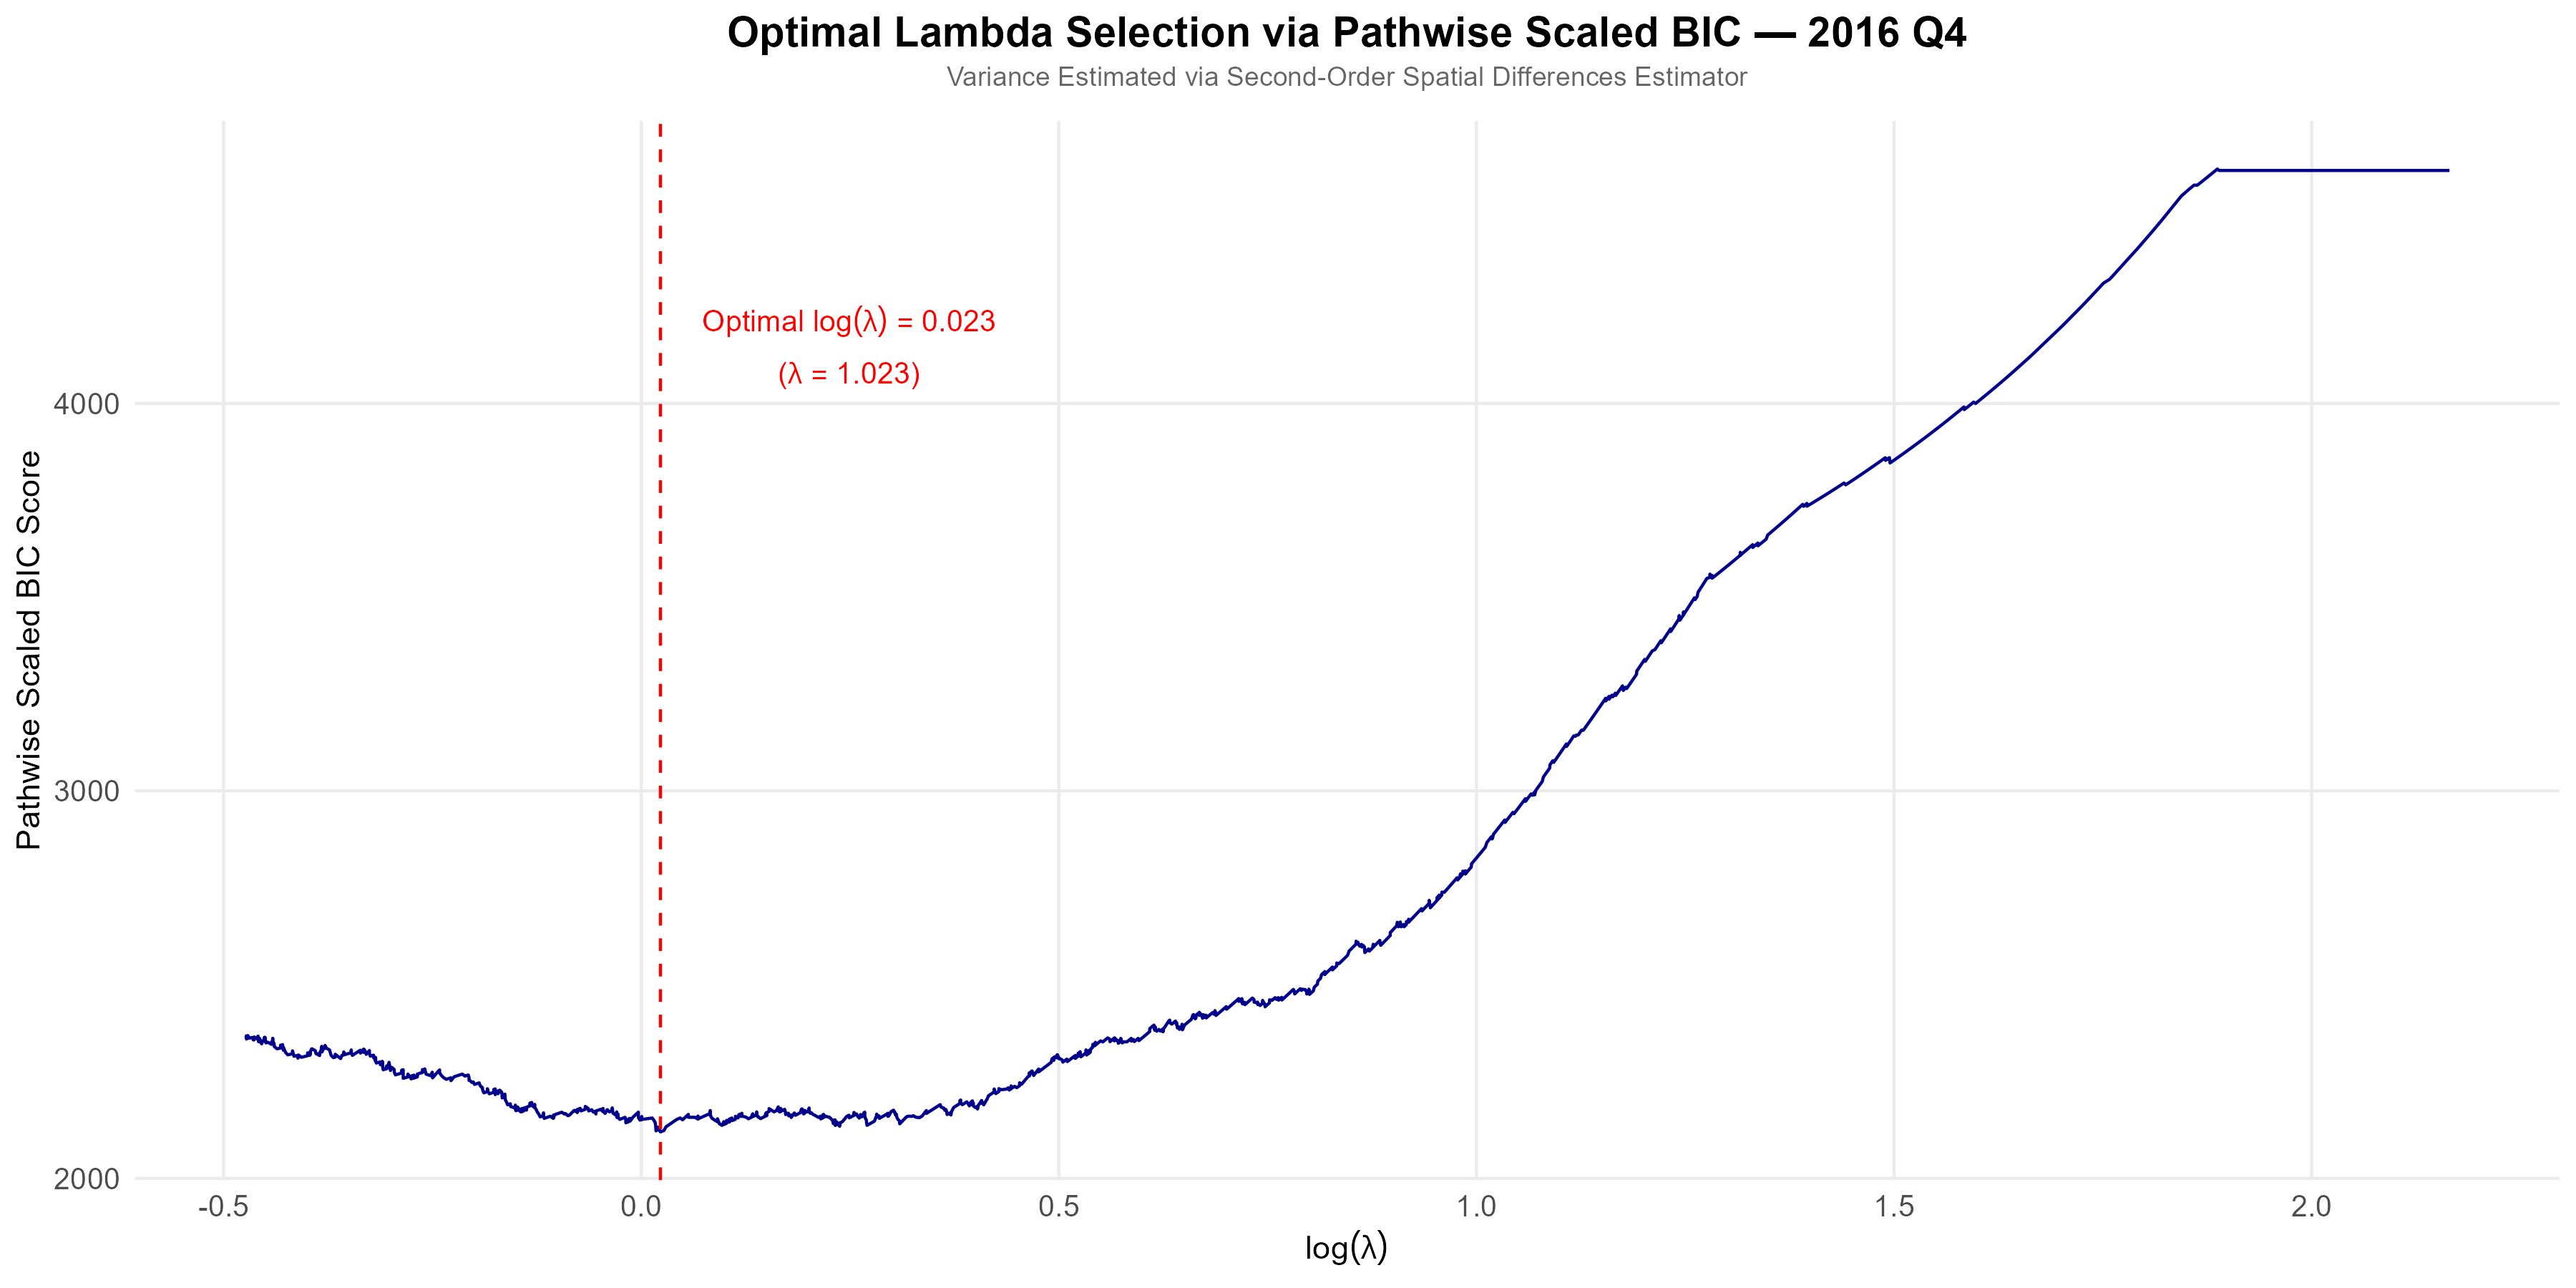 Optimal Lambda Selection via Pathwise Scaled BIC — 2016 Q4
Variance Estimated via Second-Order Spatial Differences Estimator
Optimal log(λ) = 0.023
(λ = 1.023)
Pathwise Scaled BIC Score
4000
3000
2000
-0.5 0.0 0.5 1.0 1.5 2.0
log(λ)